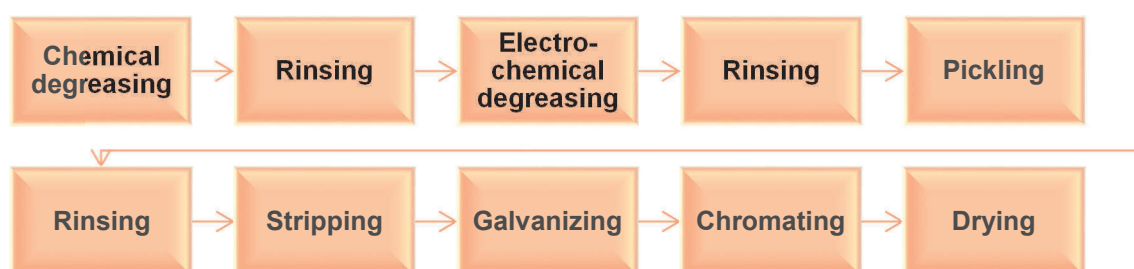 Chemical
degreasing
Rinsing
Electro-
chemical
degreasing
Rinsing
Pickling
Rinsing
Stripping
Galvanizing
Chromating
Drying